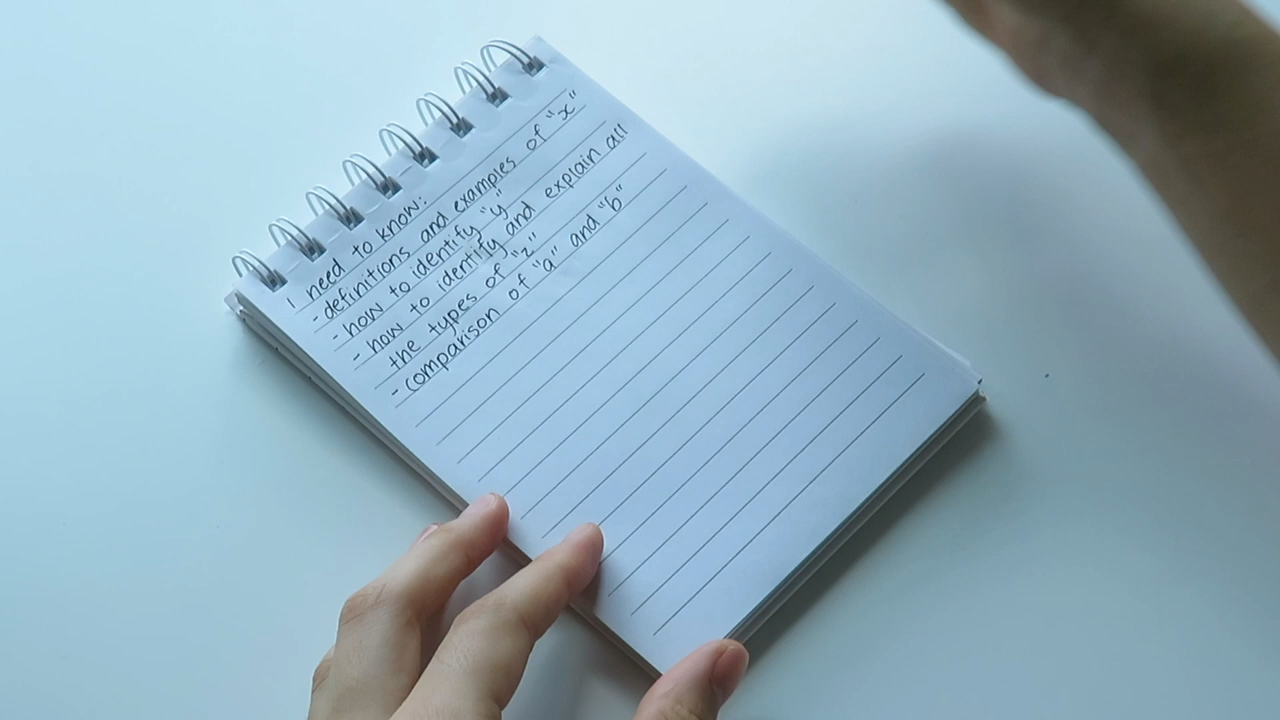 I need to know:
- definitions and examples of "x"
- how to identify "y"
- how to identify and explain all
the types of "z"
- comparison of "a" and "b"